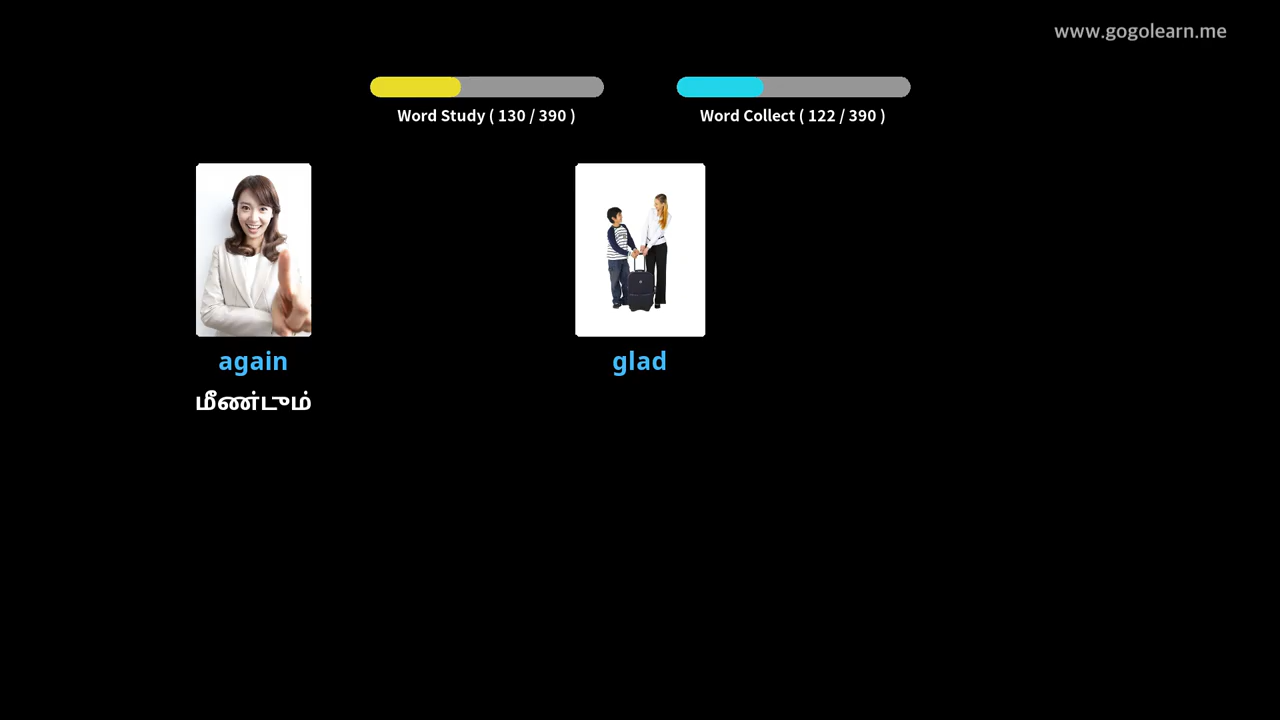 www.gogolearn.me
Word Study ( 130 / 390 )
Word Collect ( 122 / 390 )
again
glad
மீண்டும்